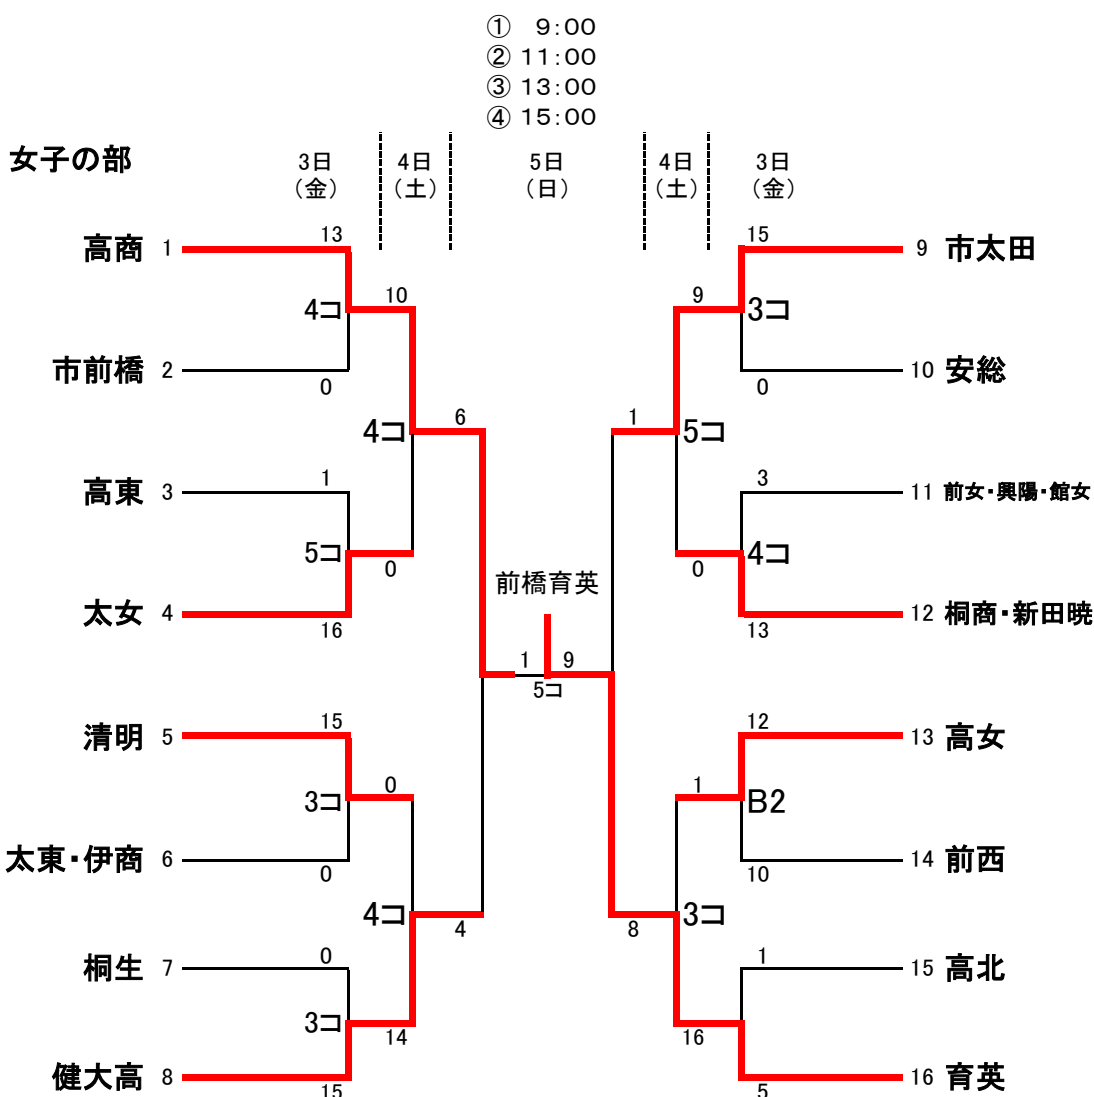 ① 9:00
② 11:00
③ 13:00
④ 15:00
女子の部
3日 4日 5日 4日 3日
(金) (土) (日) (土) (金)
13 15
高商 1 9 市太田
10 9
4コ 3コ
市前橋 2 10 安総
0 0
6 1
4コ 5コ
1 3
高東 3 11 前女・興陽・館女
5コ 4コ
0 0
前橋育英
太女 4 12 桐商・新田暁
16 13
1 9
5コ
15 12
清明 5 13 高女
0 1
3コ B2
太東・伊商 6 14 前西
0 10
4コ 3コ
4 8
0 1
桐生 7 15 高北
3コ
14 16
健大高 8 16 育英
15 5